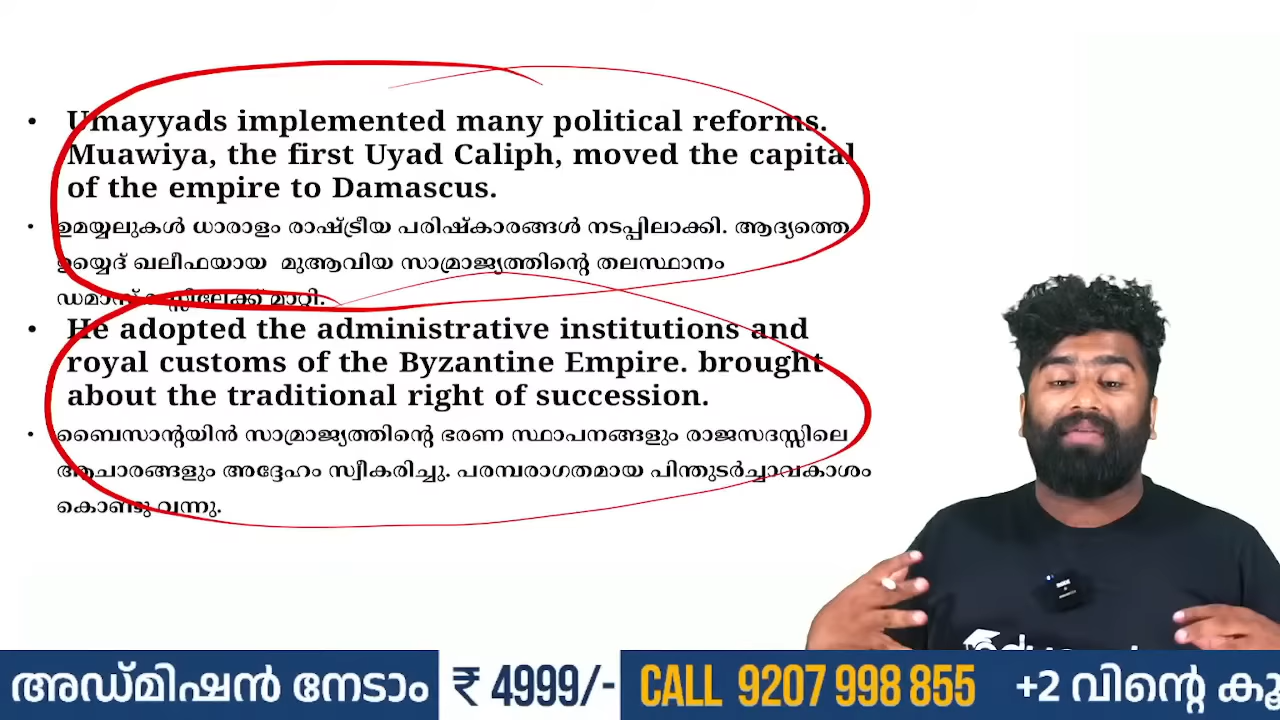 Umayyads implemented many political reforms.
Muawiya, the first Uyad Caliph, moved the capital
of the empire to Damascus.
ഉമയ്യലുകൾ ധാരാളം രാഷ്ട്രീയ പരിഷ്കാരങ്ങൾ നടപ്പിലാക്കി. ആദ്യത്തെ
ഉയ്യെദ് ഖലീഫയായ മുആവിയ സാമ്രാജ്യത്തിന്റെ തലസ്ഥാനം
മാറ്റി.
He adopted the administrative institutions and
royal customs of the Byzantine Empire. brought
about the traditional right of succession.
ബൈസാന്റയിൻ സാമ്രാജ്യത്തിന്റെ ഭരണ സ്ഥാപനങ്ങളും രാജസദസ്സിലെ
ആചാരങ്ങളും അദ്ദേഹം സ്വീകരിച്ചു. പരമ്പരാഗതമായ പിന്തുടർച്ചാവകാശം
കൊണ്ടു വന്നു.
അഡ്മിഷൻ നേടാം ₹ 4999/- CALL 9207 998 855 +2 വിന്റെ